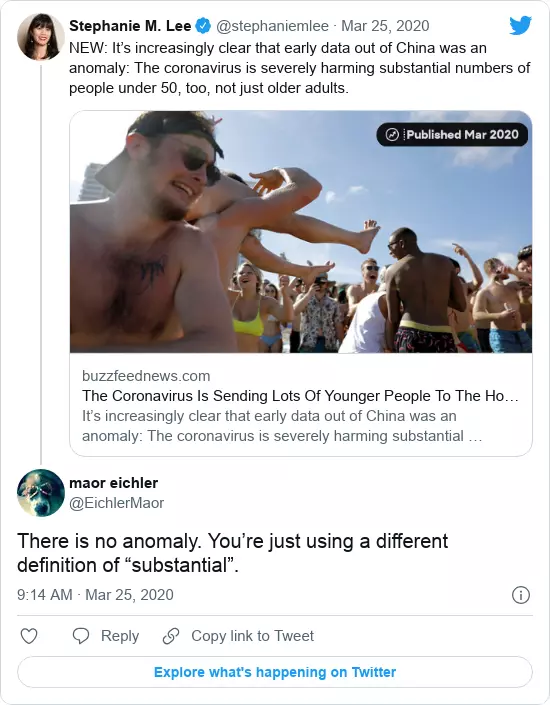 Stephanie M. Lee @stephaniemlee · Mar 25, 2020
NEW: It’s increasingly clear that early data out of China was an
anomaly: The coronavirus is severely harming substantial numbers of
people under 50, too, not just older adults.
Published Mar 2020
buzzfeednews.com
The Coronavirus Is Sending Lots Of Younger People To The Ho…
It’s increasingly clear that early data out of China was an
anomaly: The coronavirus is severely harming substantial …
maor eichler
@EichlerMaor
There is no anomaly. You’re just using a different
definition of “substantial”.
9:14 AM · Mar 25, 2020
Reply
Copy link to Tweet
Explore what's happening on Twitter